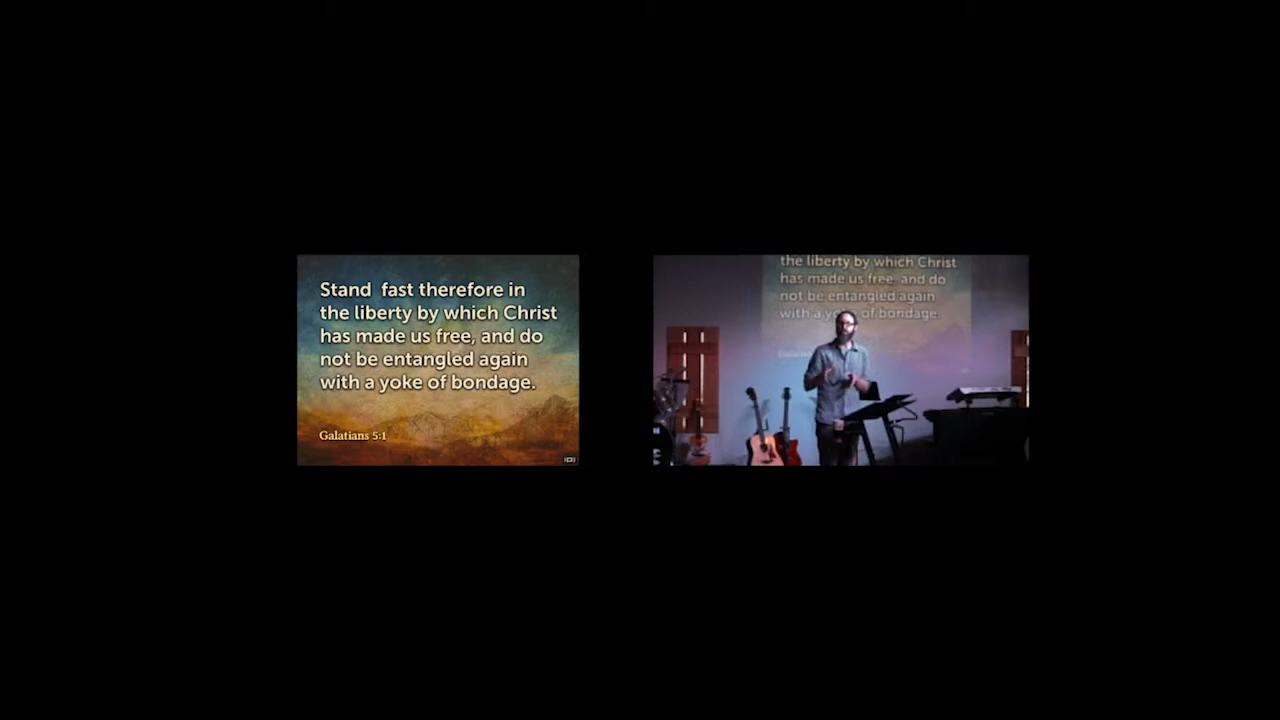 Stand  fast therefore in
the liberty by which Christ
has made us free, and do
not be entangled again
with a yoke of bondage.
Galatians 5:1
the liberty by which Christ
has made us free, and do
not be entangled again
with a yoke of bondage.